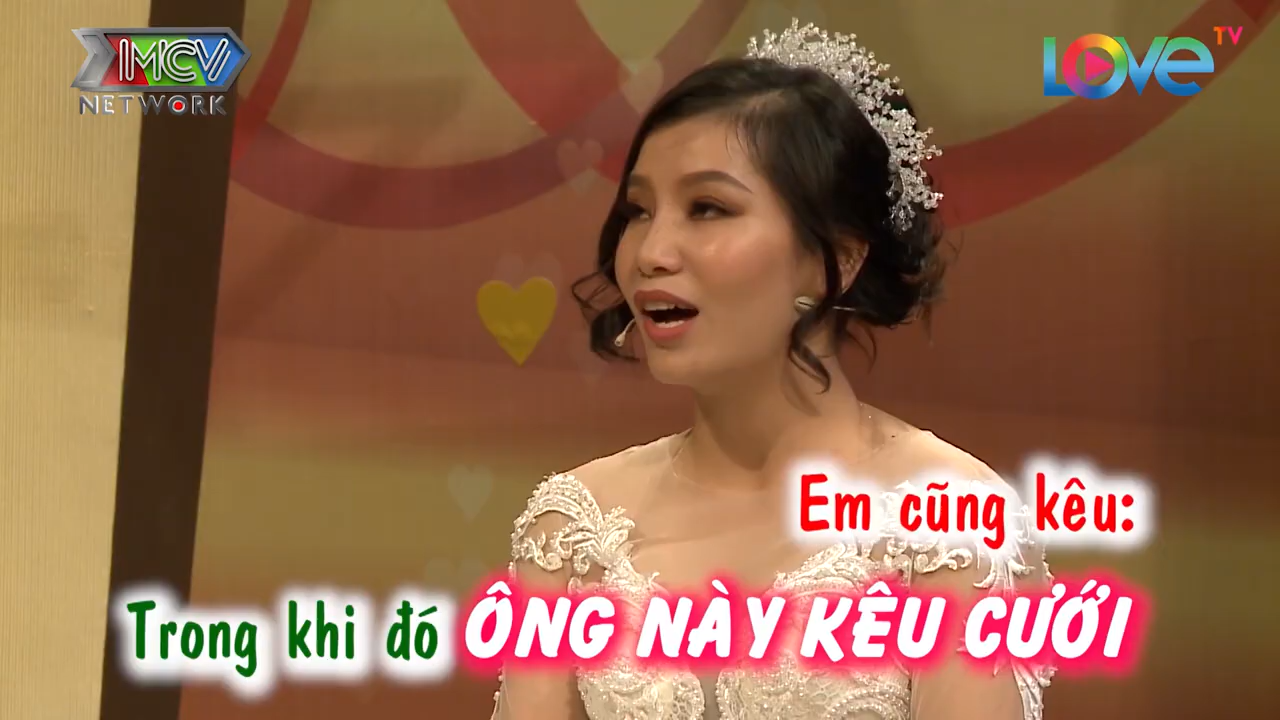 MCV
NETWORK
LOVE TV
Em cũng kêu:
Trong khi đó ÔNG NÀY KÊU CƯỚI